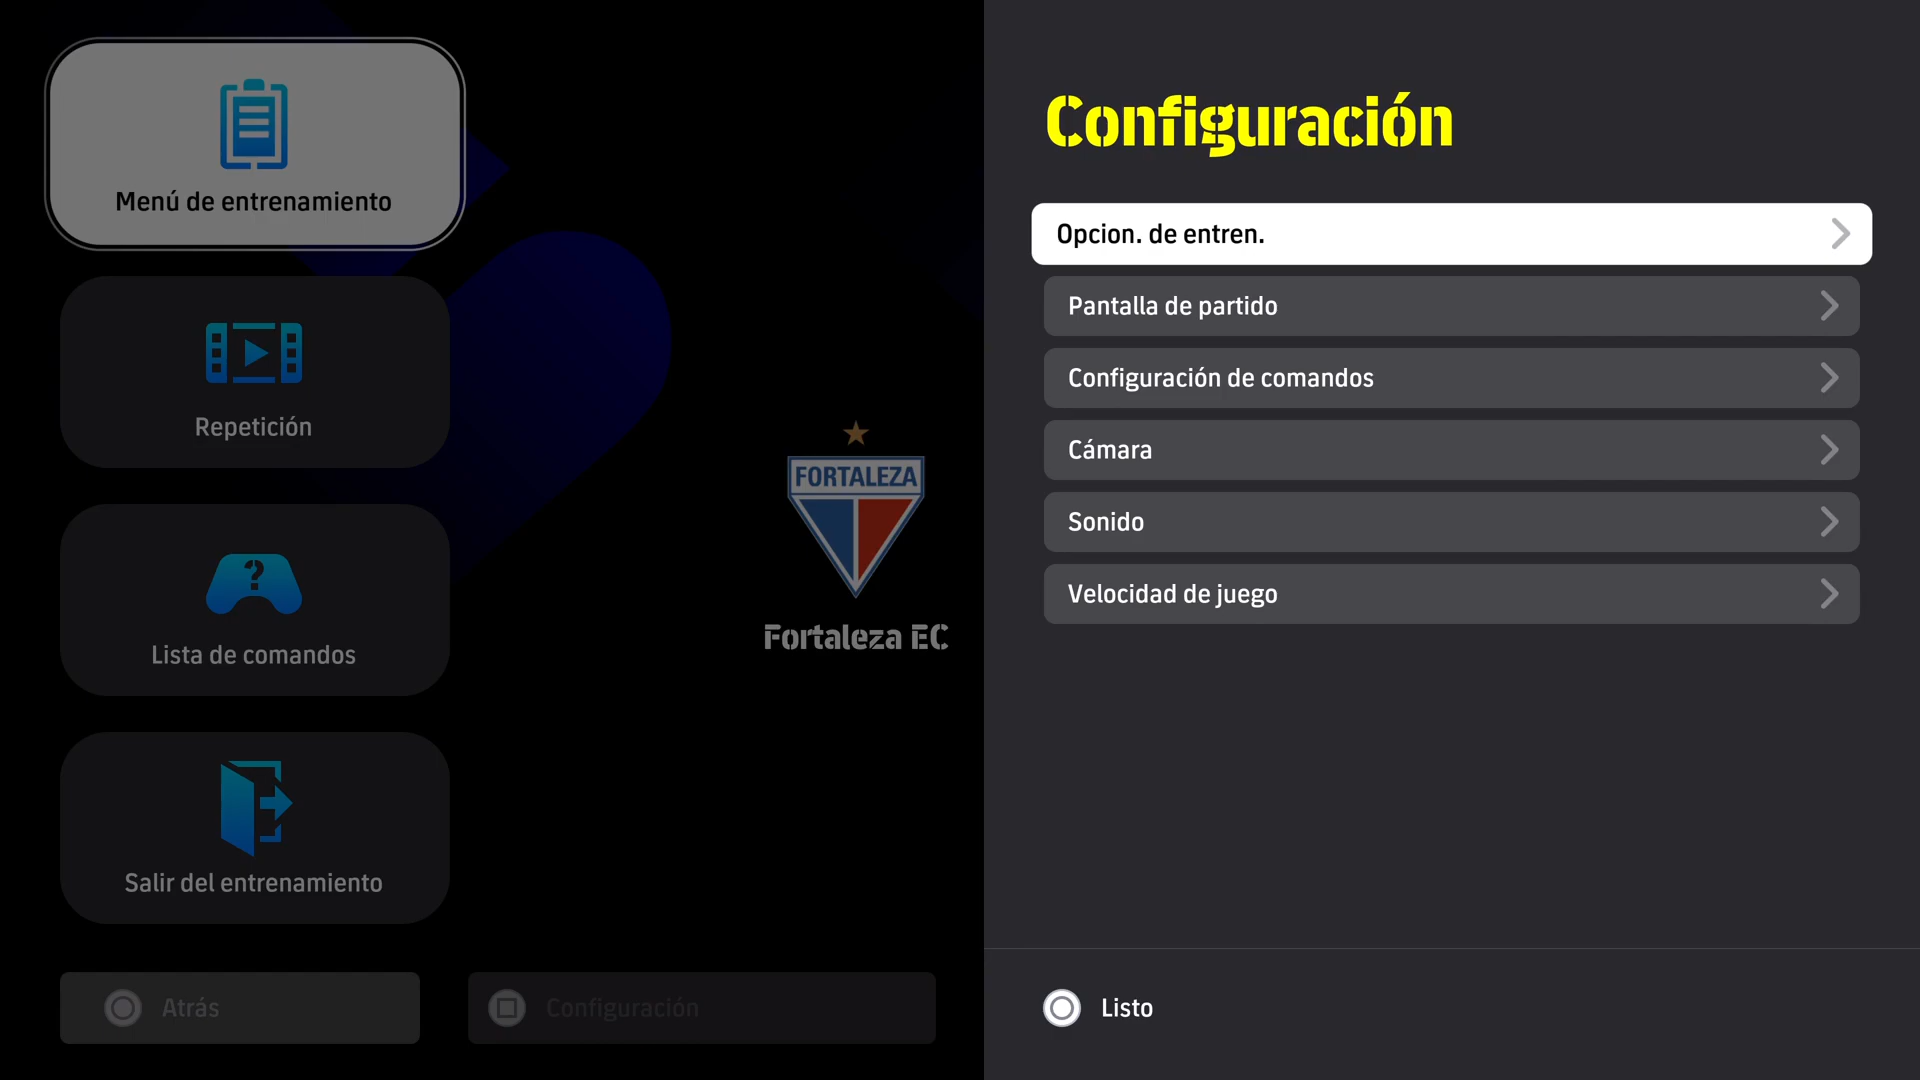 Menú de entrenamiento
Repetición
?
Lista de comandos
Salir del entrenamiento
Atrás
Configuración
FORTALEZA
Fortaleza EC
Configuración
Opcion. de entren.
Pantalla de partido
Configuración de comandos
Cámara
Sonido
Velocidad de juego
Listo